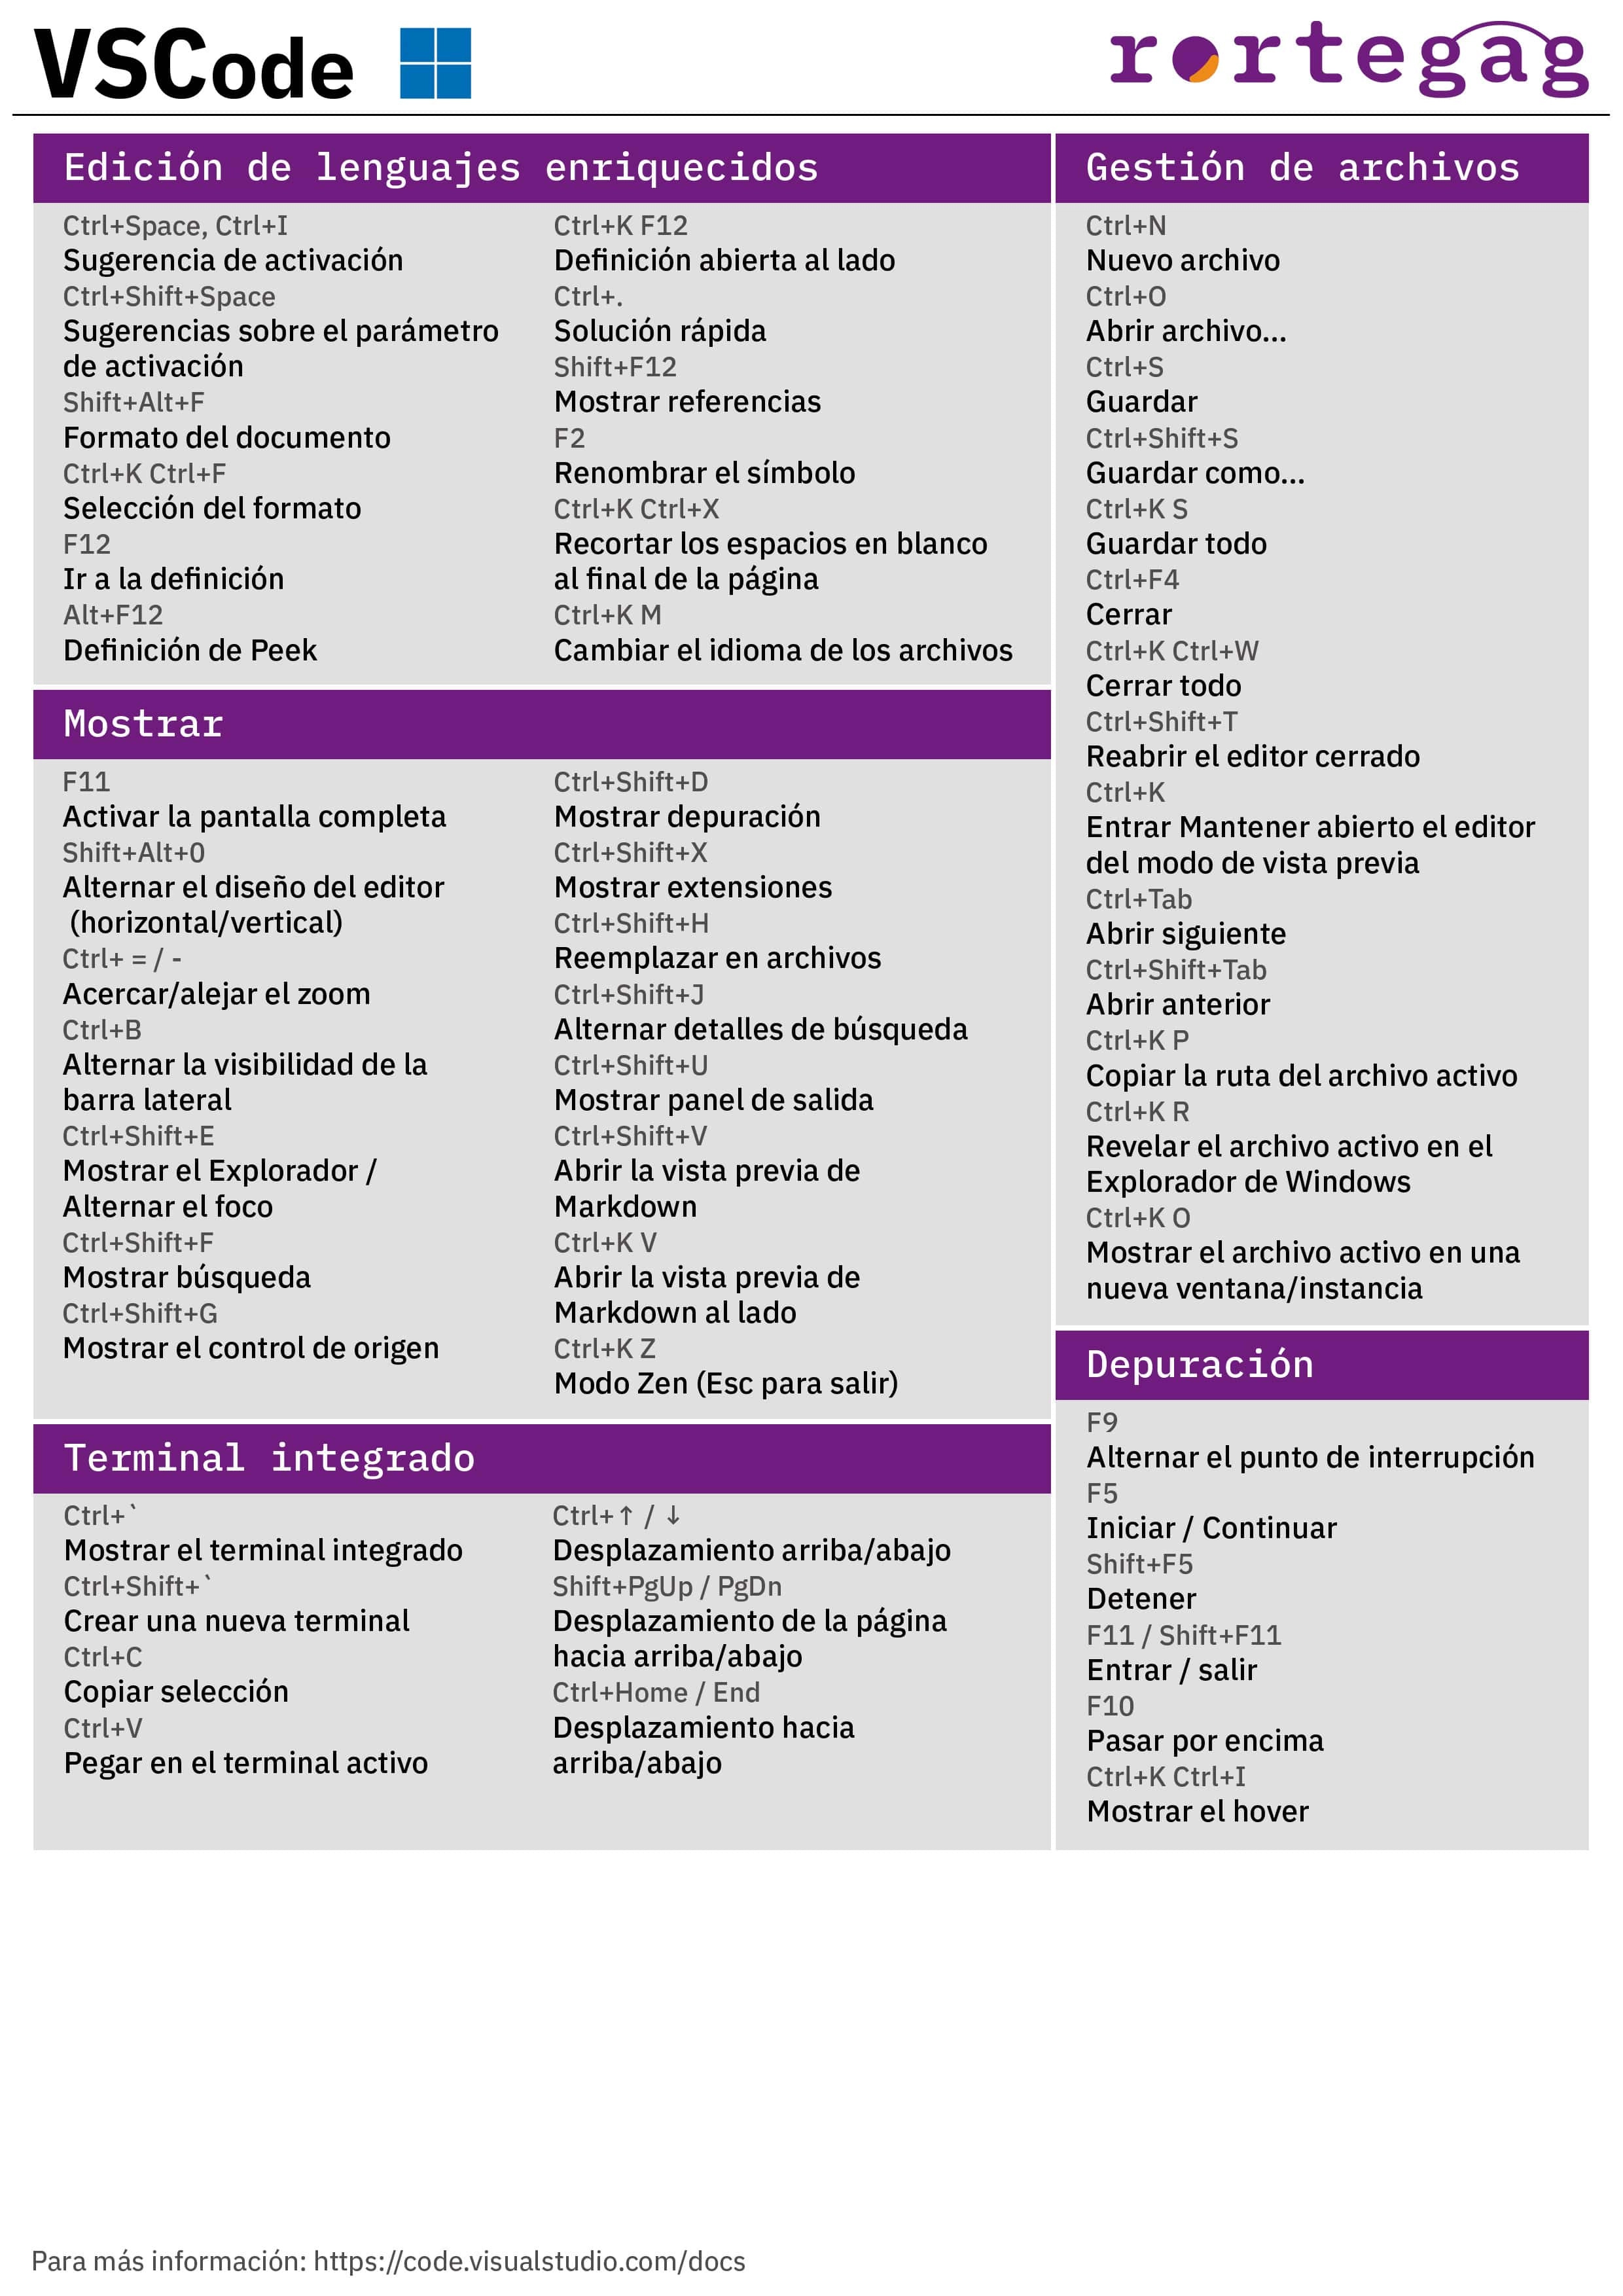 VSCode
rortegag
Edición de lenguajes enriquecidos
Ctrl+Space, Ctrl+I
Sugerencia de activación
Ctrl+Shift+Space
Sugerencias sobre el parámetro
de activación
Shift+Alt+F
Formato del documento
Ctrl+K Ctrl+F
Selección del formato
F12
Ir a la definición
Alt+F12
Definición de Peek
Ctrl+K F12
Definición abierta al lado
Ctrl+.
Solución rápida
Shift+F12
Mostrar referencias
F2
Renombrar el símbolo
Ctrl+K Ctrl+X
Recortar los espacios en blanco
al final de la página
Ctrl+K M
Cambiar el idioma de los archivos
Mostrar
F11
Activar la pantalla completa
Shift+Alt+0
Alternar el diseño del editor
(horizontal/vertical)
Ctrl+ = / -
Acercar/alejar el zoom
Ctrl+B
Alternar la visibilidad de la
barra lateral
Ctrl+Shift+E
Mostrar el Explorador /
Alternar el foco
Ctrl+Shift+F
Mostrar búsqueda
Ctrl+Shift+G
Mostrar el control de origen
Ctrl+Shift+D
Mostrar depuración
Ctrl+Shift+X
Mostrar extensiones
Ctrl+Shift+H
Reemplazar en archivos
Ctrl+Shift+J
Alternar detalles de búsqueda
Ctrl+Shift+U
Mostrar panel de salida
Ctrl+Shift+V
Abrir la vista previa de
Markdown
Ctrl+K V
Abrir la vista previa de
Markdown al lado
Ctrl+K Z
Modo Zen (Esc para salir)
Terminal integrado
Ctrl+`
Mostrar el terminal integrado
Ctrl+Shift+`
Crear una nueva terminal
Ctrl+C
Copiar selección
Ctrl+V
Pegar en el terminal activo
Ctrl+↑ / ↓
Desplazamiento arriba/abajo
Shift+PgUp / PgDn
Desplazamiento de la página
hacia arriba/abajo
Ctrl+Home / End
Desplazamiento hacia
arriba/abajo
Gestión de archivos
Ctrl+N
Nuevo archivo
Ctrl+O
Abrir archivo...
Ctrl+S
Guardar
Ctrl+Shift+S
Guardar como...
Ctrl+K S
Guardar todo
Ctrl+F4
Cerrar
Ctrl+K Ctrl+W
Cerrar todo
Ctrl+Shift+T
Reabrir el editor cerrado
Ctrl+K
Entrar Mantener abierto el editor
del modo de vista previa
Ctrl+Tab
Abrir siguiente
Ctrl+Shift+Tab
Abrir anterior
Ctrl+K P
Copiar la ruta del archivo activo
Ctrl+K R
Revelar el archivo activo en el
Explorador de Windows
Ctrl+K O
Mostrar el archivo activo en una
nueva ventana/instancia
Depuración
F9
Alternar el punto de interrupción
F5
Iniciar / Continuar
Shift+F5
Detener
F11 / Shift+F11
Entrar / salir
F10
Pasar por encima
Ctrl+K Ctrl+I
Mostrar el hover
Para más información: https://code.visualstudio.com/docs